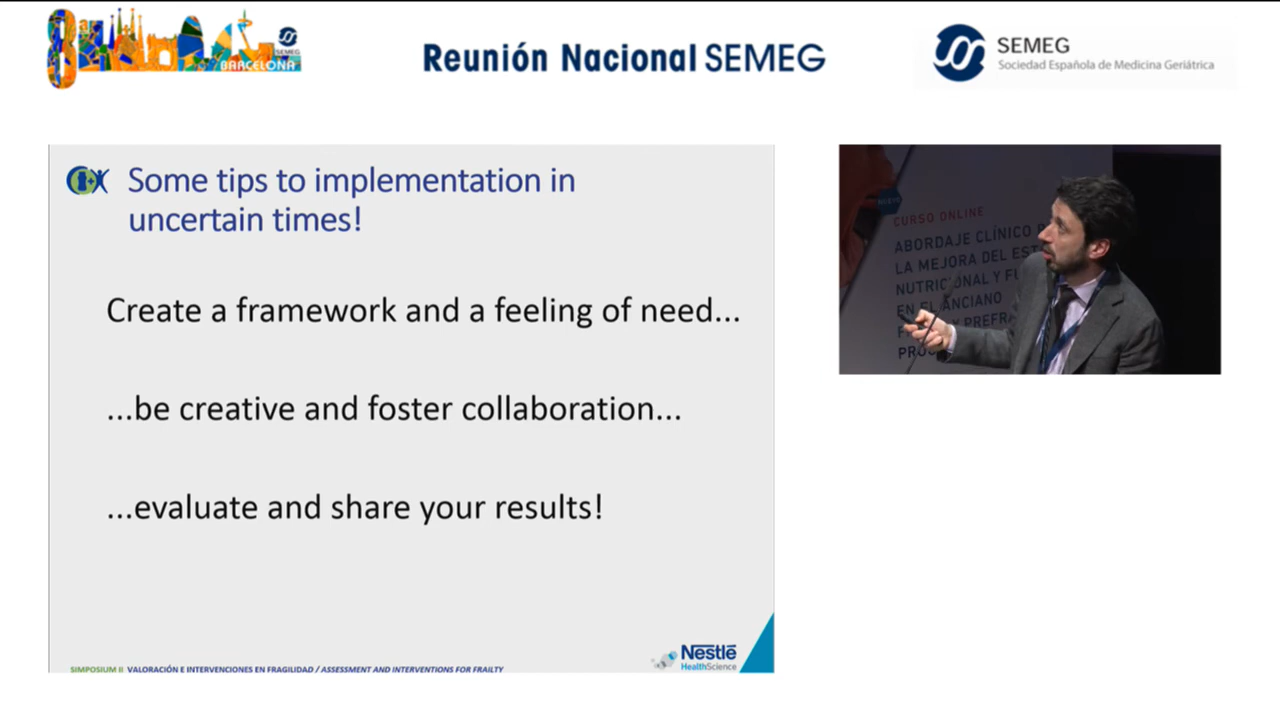 8
SEMEG
BARCELONA
Reunión Nacional SEMEG
SEMEG
Sociedad Española de Medicina Geriátrica
Some tips to implementation in
uncertain times!
Create a framework and a feeling of need...
...be creative and foster collaboration...
...evaluate and share your results!
SIMPOSIUM II VALORACIÓN E INTERVENCIONES EN FRAGILIDAD / ASSESSMENT AND INTERVENTIONS FOR FRAILTY
Nestlé
HealthScience
CURSO ONLINE
ABORDAJE CLÍNICO
LA MEJORA DEL
NUTRICIONAL Y
EN EL ANCIANO